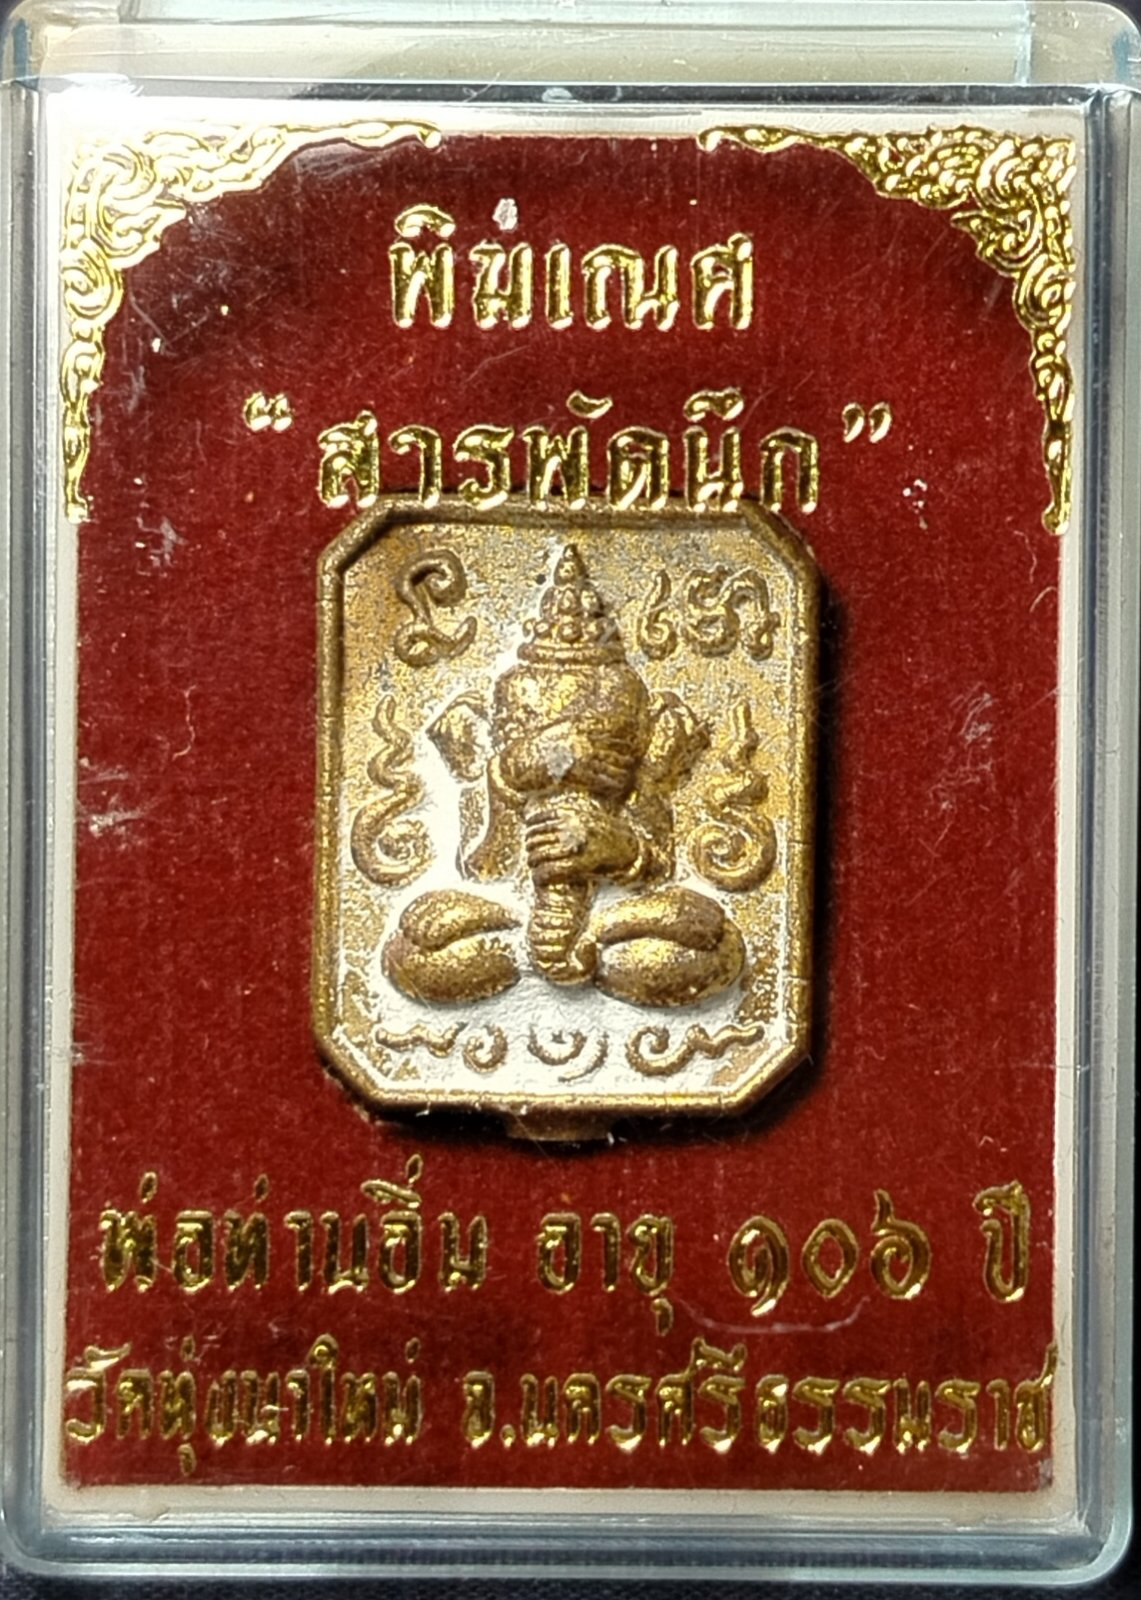 พิฆเณศ
“สารพัดนึก”
พ่อท่านอิ่ม อายุ ๑๐๖ ปี
วัดทุ่งนาใหม่ จ.นครศรีธรรมราช